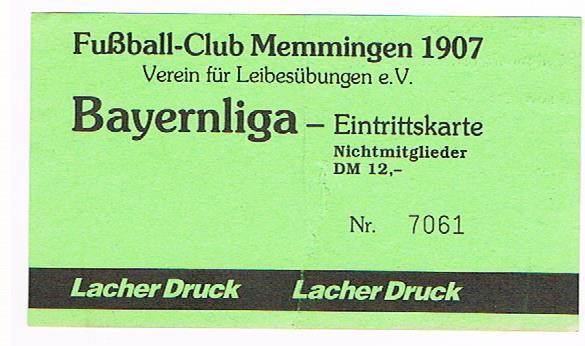 Fußball-Club Memmingen 1907
Verein für Leibesübungen e.V.
Bayernliga – Eintrittskarte
Nichtmitglieder
DM 12,-
Nr. 7061
Lacher Druck Lacher Druck